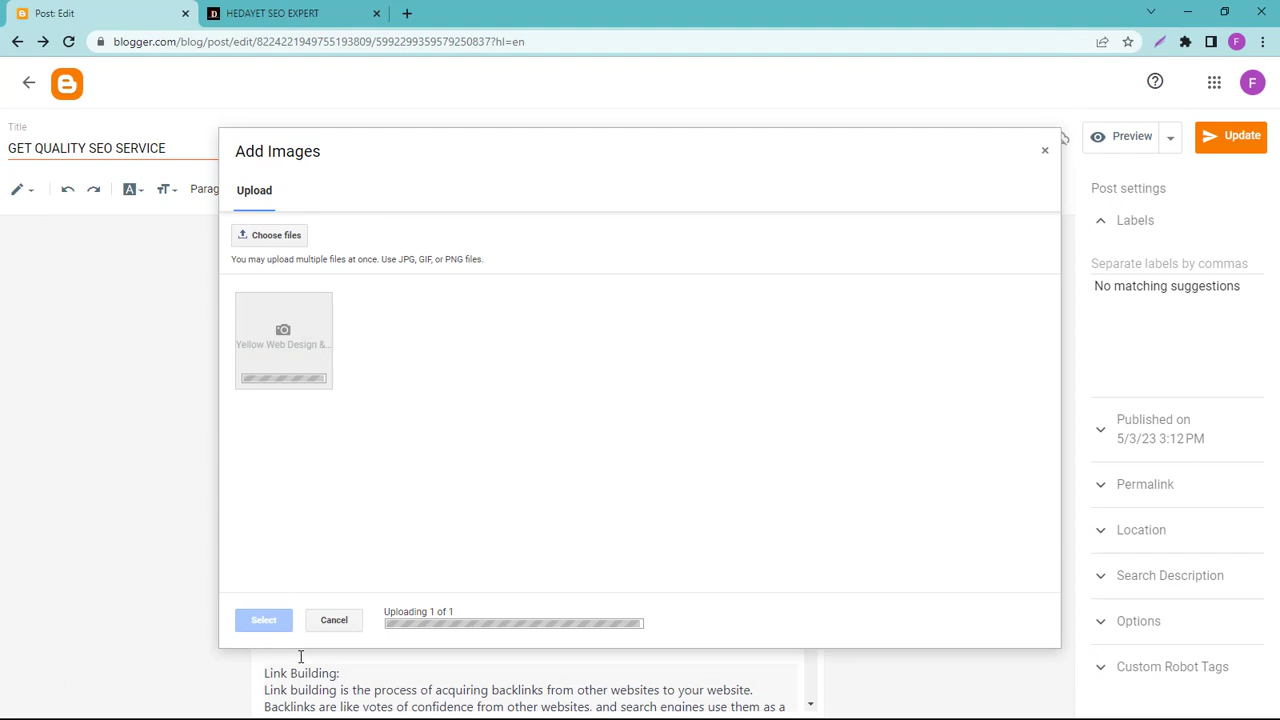 Post: Edit
HEDAYET SEO EXPERT
blogger.com/blog/post/edit/8224221949755193809/5992299359579250837?hl=en
F
F
Title
GET QUALITY SEO SERVICE
Preview
Update
Parag
Add Images
Upload
Choose files
You may upload multiple files at once. Use JPG, GIF, or PNG files.
Yellow Web Design &...
Select
Cancel
Uploading 1 of 1
Link Building:
Link building is the process of acquiring backlinks from other websites to your website.
Backlinks are like votes of confidence from other websites, and search engines use them as a
Post settings
Labels
Separate labels by commas
No matching suggestions
Published on
5/3/23 3:12 PM
Permalink
Location
Search Description
Options
Custom Robot Tags